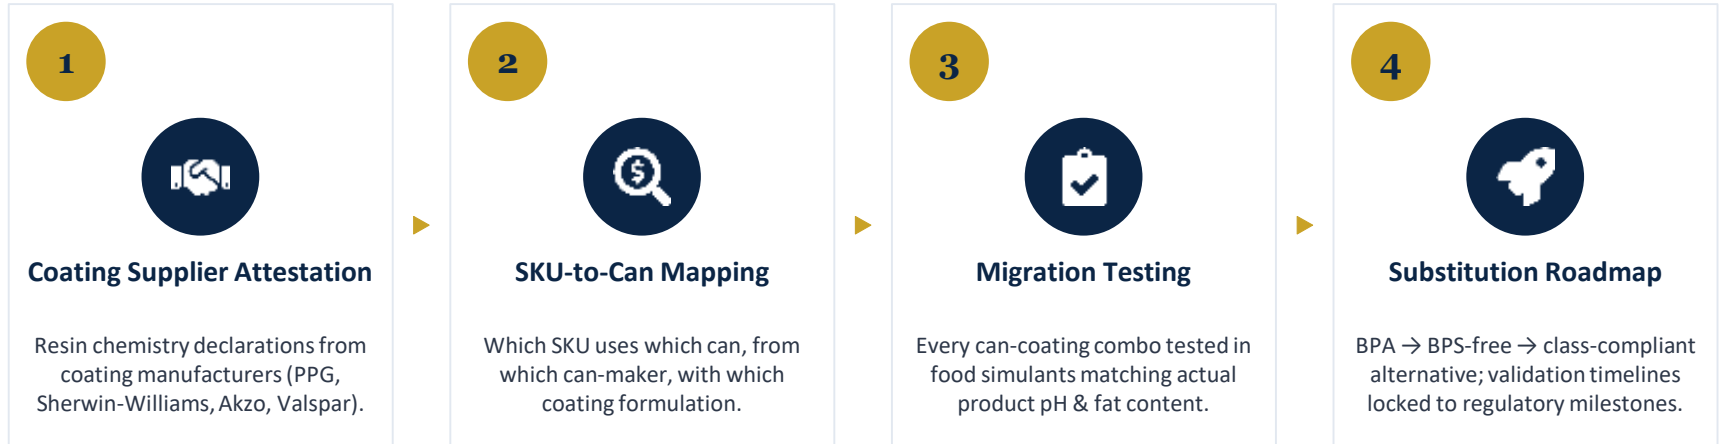 1
Coating Supplier Attestation
Resin chemistry declarations from
coating manufacturers (PPG,
Sherwin-Williams, Akzo, Valspar).
2
$
SKU-to-Can Mapping
Which SKU uses which can, from
which can-maker, with which
coating formulation.
3
Migration Testing
Every can-coating combo tested in
food simulants matching actual
product pH & fat content.
4
Substitution Roadmap
BPA → BPS-free → class-compliant
alternative; validation timelines
locked to regulatory milestones.